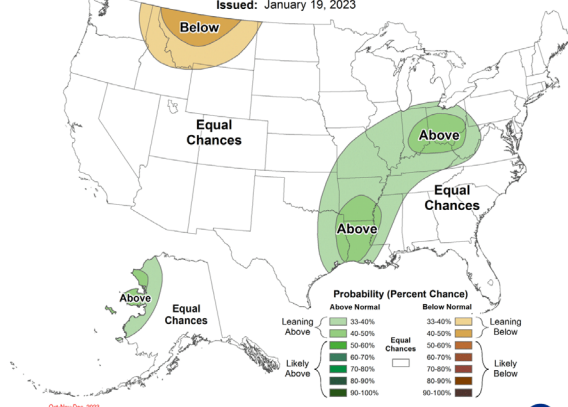 Issued: January 19, 2023
Below
Equal
Chances
Above
Equal
Chances
Above
Above
Equal
Chances
Probability (Percent Chance)
Above Normal
Below Normal
Leaning
Above
33-40%
40-50%
Likely
Above
50-60%
60-70%
70-80%
80-90%
90-100%
Equal
Chances
33-40%
40-50%
Leaning
Below
50-60%
60-70%
70-80%
80-90%
90-100%
Likely
Below